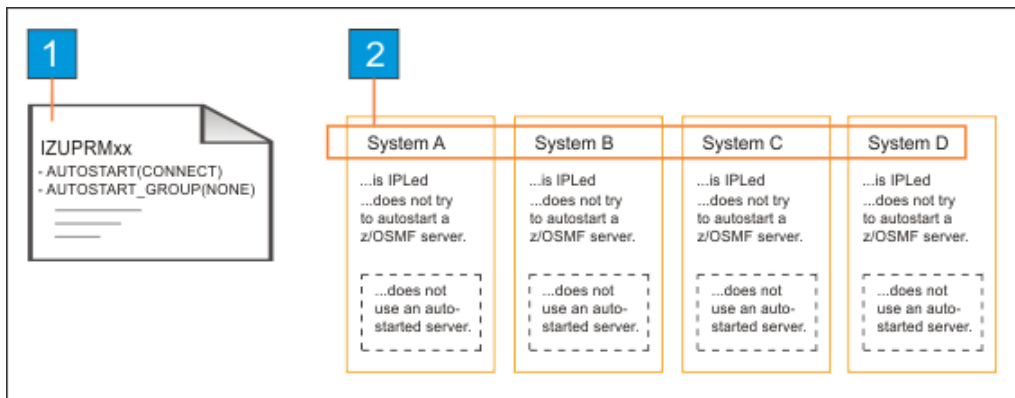 1
2
IZUPRMxx
- AUTOSTART(CONNECT)
- AUTOSTART_GROUP(NONE)
System A
...is IPLed
...does not try
to autostart a
z/OSMF server.
...does not
use an auto-
started server.
System B
...is IPLed
...does not try
to autostart a
z/OSMF server.
...does not
use an auto-
started server.
System C
...is IPLed
...does not try
to autostart a
z/OSMF server.
...does not
use an auto-
started server.
System D
...is IPLed
...does not try
to autostart a
z/OSMF server.
...does not
use an auto-
started server.